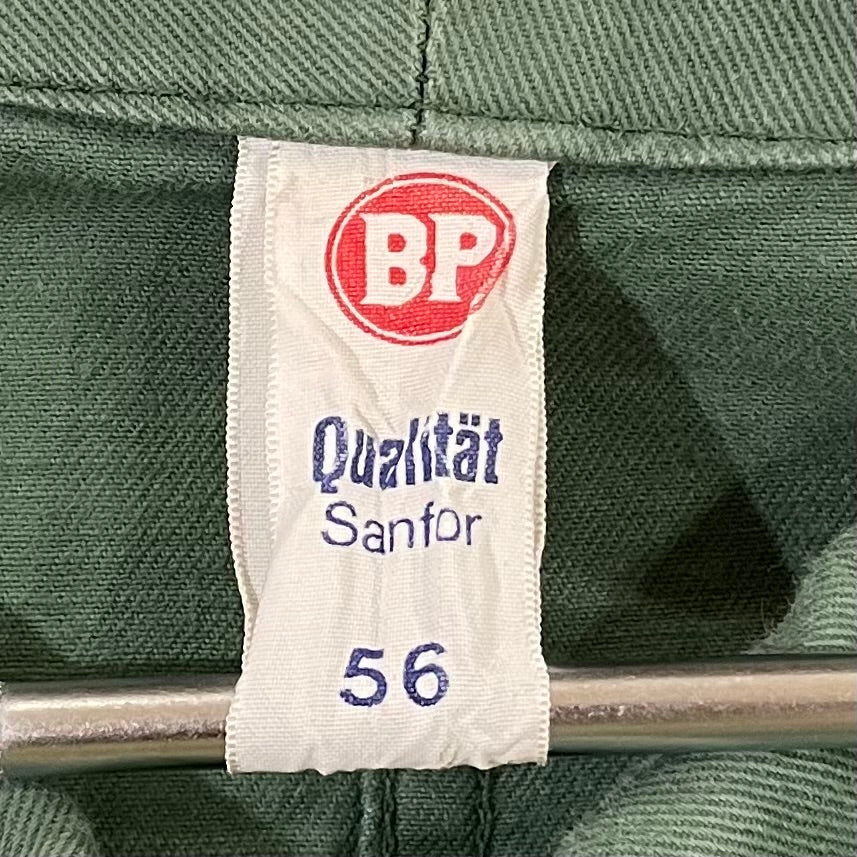 BP
Qualität
Sanfor
56